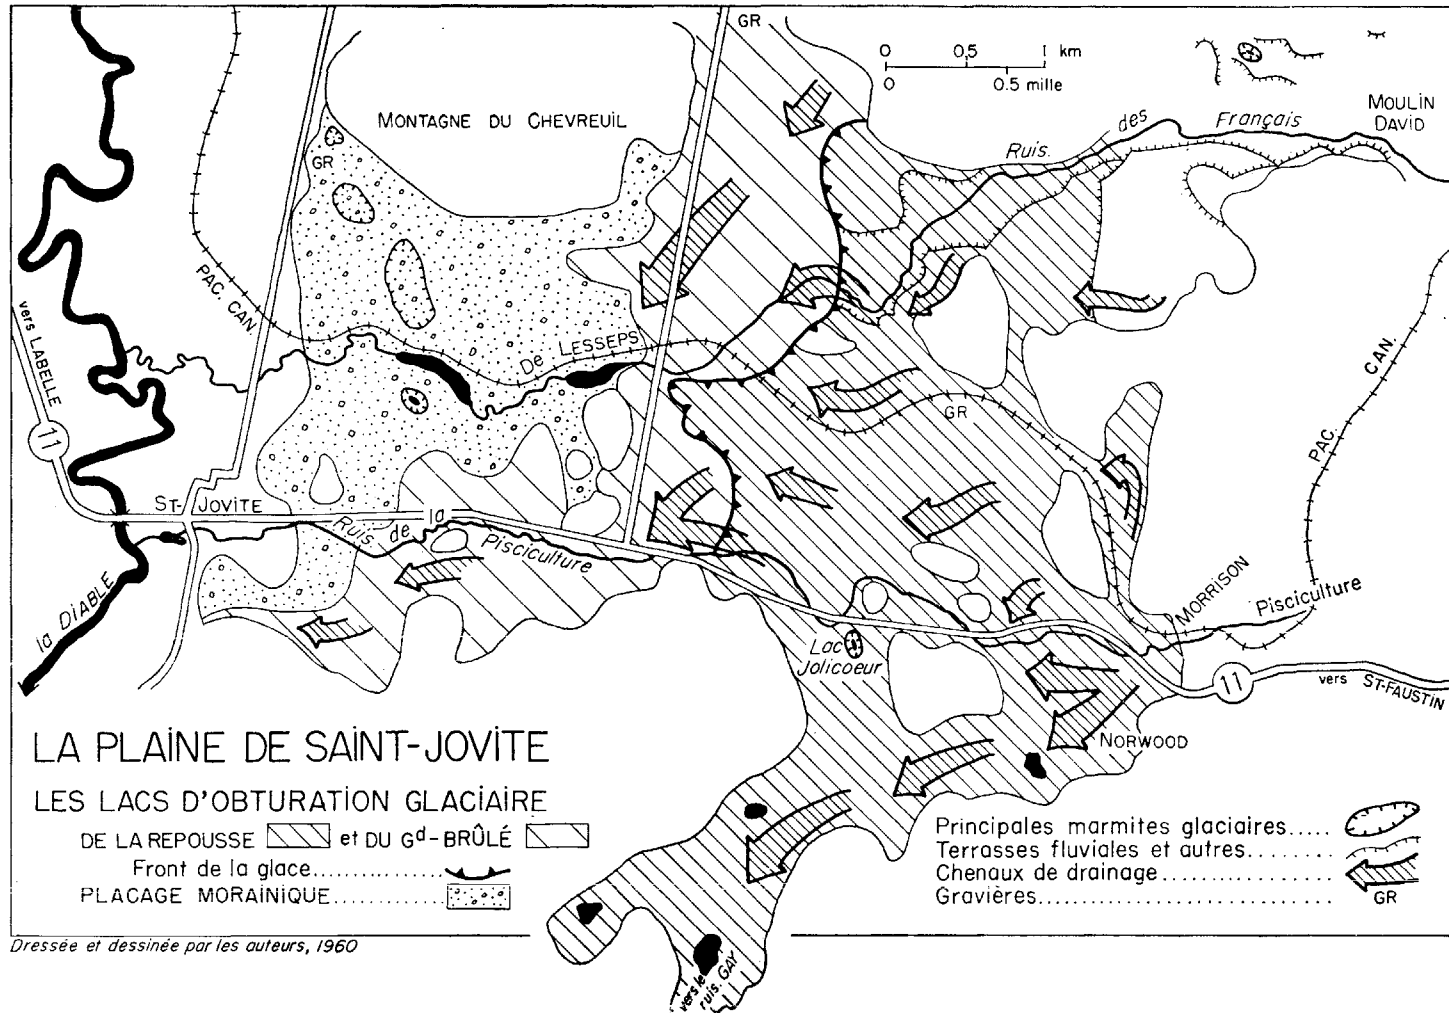 GR
0 0,5 1 km
0 0.5 mille
MOULIN
DAVID
MONTAGNE DU CHEVREUIL
Ruis. des Français
GR
PAC. CAN.
vers LABELLE
11
De LESSEPS
GR
CAN.
PAC.
ST-JOVITE
Ruis. de la Pisciculture
la DIABLE
MORRISON
Pisciculture
Lac
Jolicoeur
11
vers ST-FAUSTIN
NORWOOD
LA PLAINE DE SAINT-JOVITE
LES LACS D'OBTURATION GLACIAIRE
DE LA REPOUSSE et DU Gd-BRÛLÉ
Front de la glace................
PLACAGE MORAINIQUE............
Principales marmites glaciaires.....
Terrasses fluviales et autres.........
Chenaux de drainage.................
Gravières.............................. GR
Dressée et dessinée par les auteurs, 1960
vers le
ruis. GAY